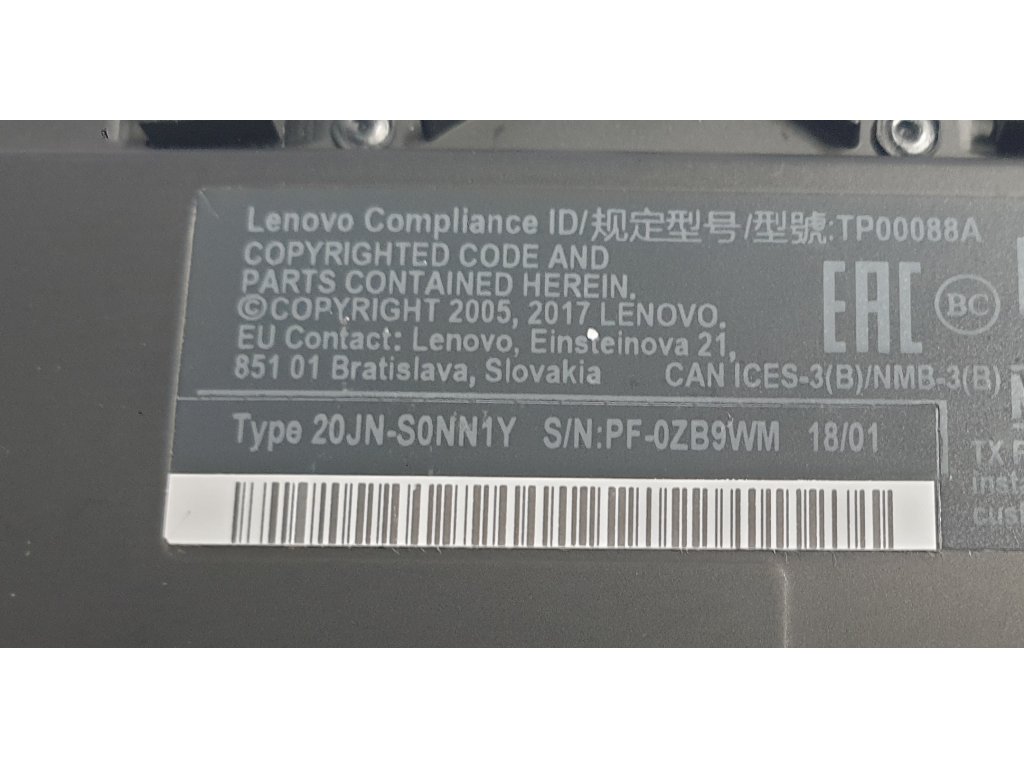 Lenovo Compliance ID/规定型号/型號:TP00088A
COPYRIGHTED CODE AND
PARTS CONTAINED HEREIN.
©COPYRIGHT 2005, 2017 LENOVO.
EU Contact: Lenovo, Einsteinova 21,
851 01 Bratislava, Slovakia
EAC
BC
CAN ICES-3(B)/NMB-3(B)
Type 20JN-S0NN1Y S/N:PF-0ZB9WM 18/01
TX